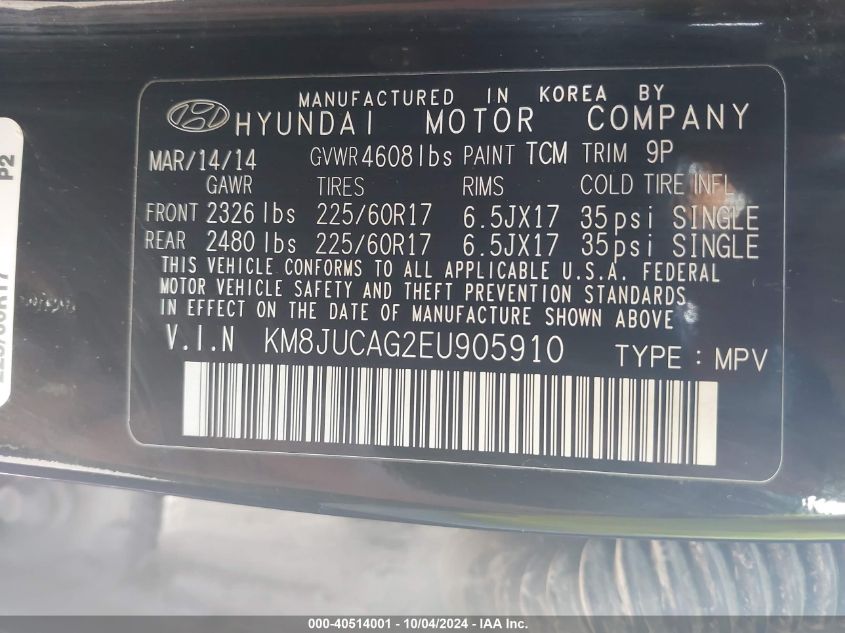 MANUFACTURED IN KOREA BY
HYUNDAI MOTOR COMPANY
MAR/14/14 GVWR 4608 lbs PAINT TCM TRIM 9P
GAWR TIRES RIMS COLD TIRE INFL
FRONT 2326 lbs 225/60R17 6.5JX17 35psi SINGLE
REAR 2480 lbs 225/60R17 6.5JX17 35psi SINGLE
THIS VEHICLE CONFORMS TO ALL APPLICABLE U.S.A. FEDERAL
MOTOR VEHICLE SAFETY AND THEFT PREVENTION STANDARDS
IN EFFECT ON THE DATE OF MANUFACTURE SHOWN ABOVE.
V.I.N KM8JUCAG2EU905910 TYPE : MPV
P2
225/60R17
000-40514001 - 10/04/2024 - IAA Inc.